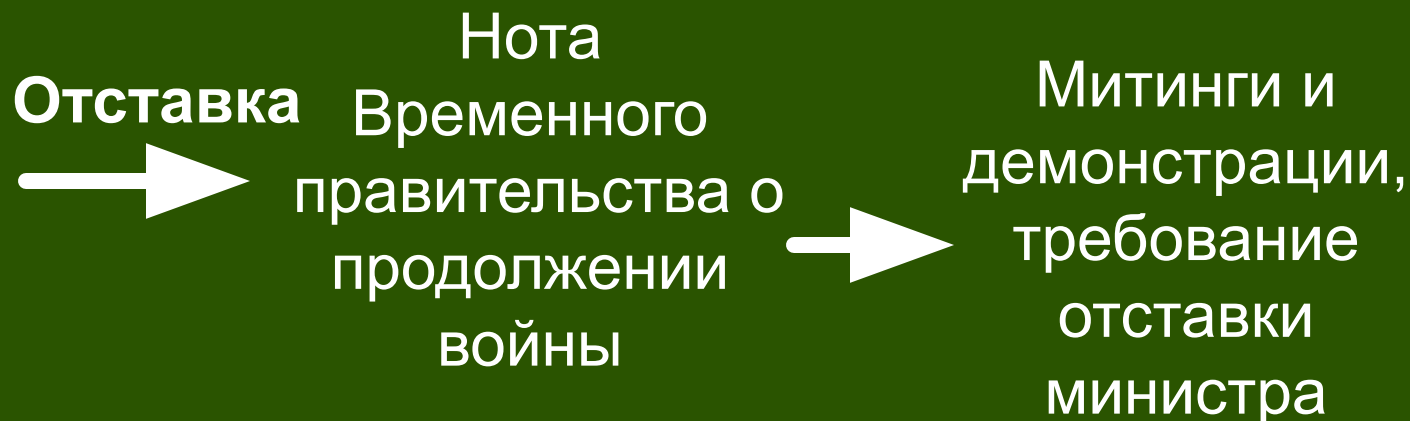 Отставка
Нота
Временного
правительства о
продолжении
войны
Митинги и
демонстрации,
требование
отставки
министра